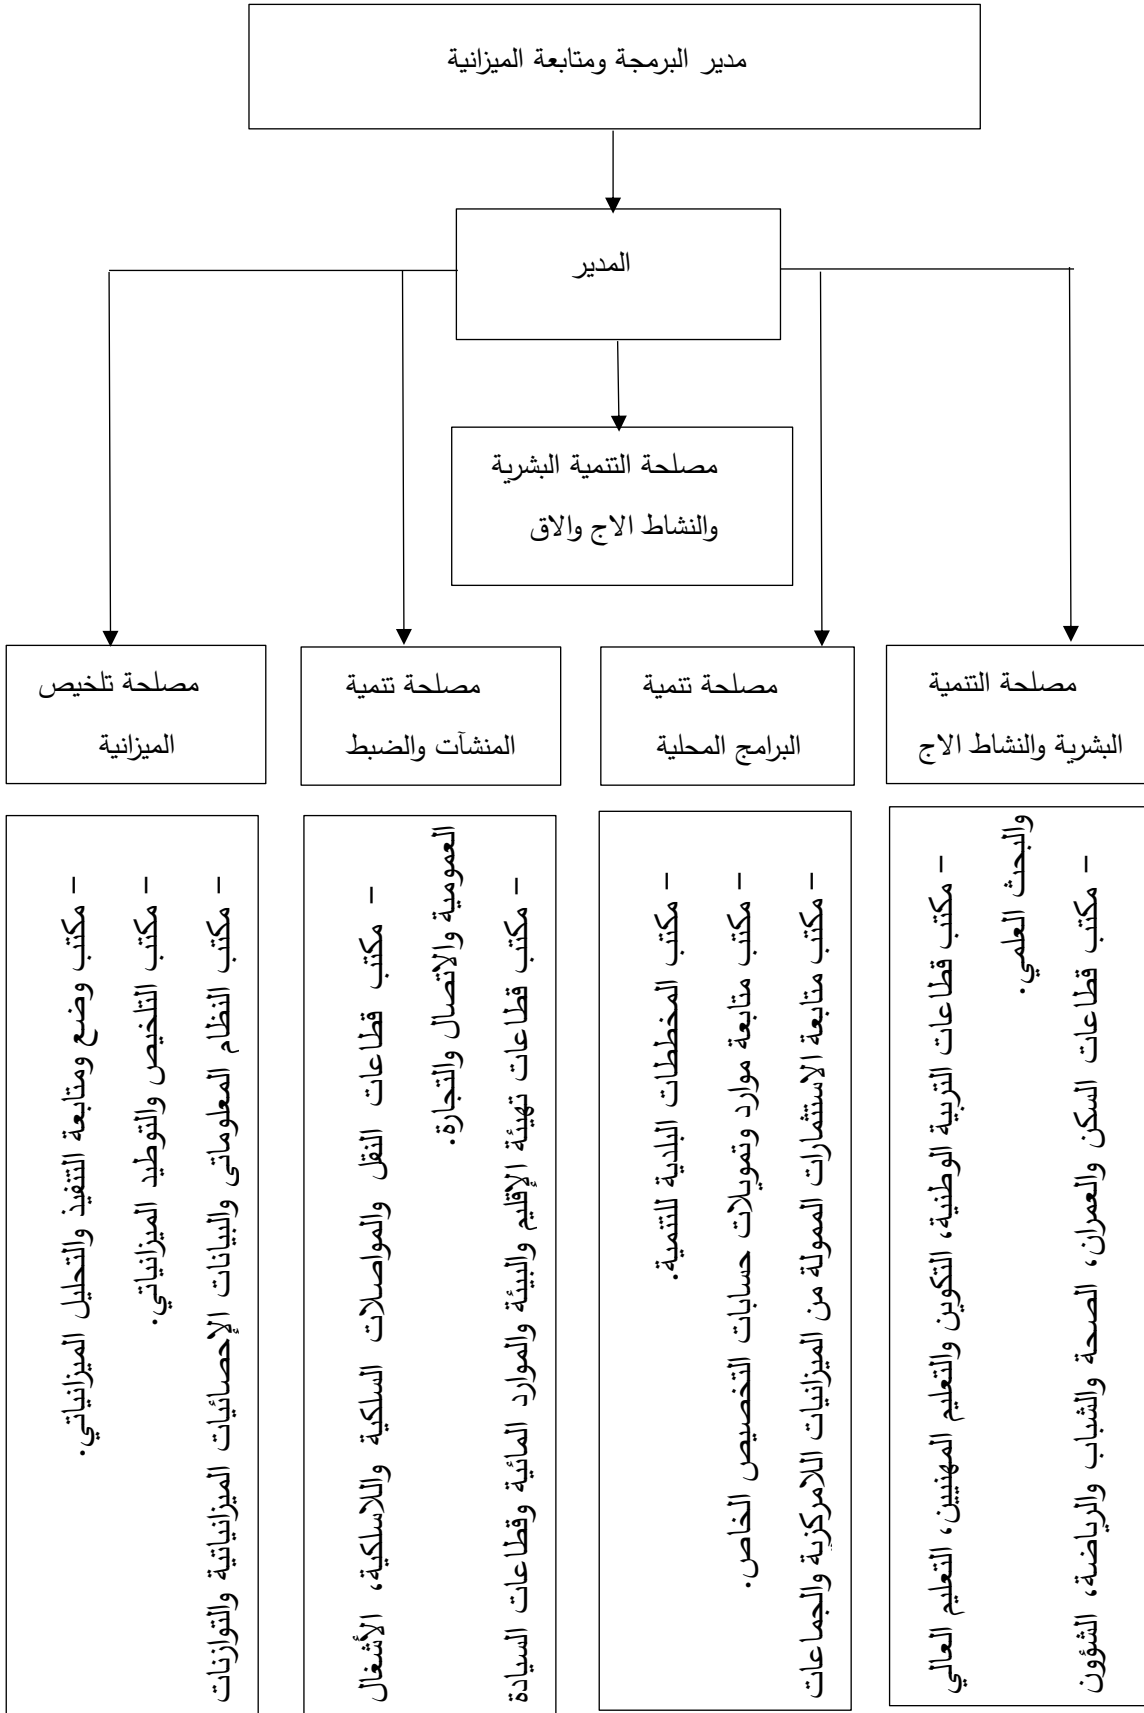 مدير البرمجة ومتابعة الميزانية
المدير
مصلحة التنمية البشرية
والنشاط الاج والاق
مصلحة التنمية
البشرية والنشاط الاج
مصلحة تنمية
البرامج المحلية
مصلحة تنمية
المنشآت والضبط
مصلحة تلخيص
الميزانية
– مكتب قطاعات التربية الوطنية، التكوين والتعليم المهنيين، التعليم العالي
والبحث العلمي.
– مكتب قطاعات السكن والعمران، الصحة والشباب والرياضة، الشؤون
– مكتب المخططات البلدية للتنمية.
– مكتب متابعة موارد وتمويلات حسابات التخصيص الخاص.
– مكتب متابعة الاستثمارات الممولة من الميزانيات اللامركزية والجماعات
– مكتب قطاعات النقل والمواصلات السلكية واللاسلكية، الأشغال
العمومية والاتصال والتجارة.
– مكتب قطاعات تهيئة الإقليم والبيئة والموارد المائية وقطاعات السيادة
– مكتب وضع ومتابعة التنفيذ والتحليل الميزانياتي.
– مكتب التلخيص والتوطيد الميزانياتي.
– مكتب النظام المعلوماتي والبيانات الإحصائيات الميزانياتية والتوازنات